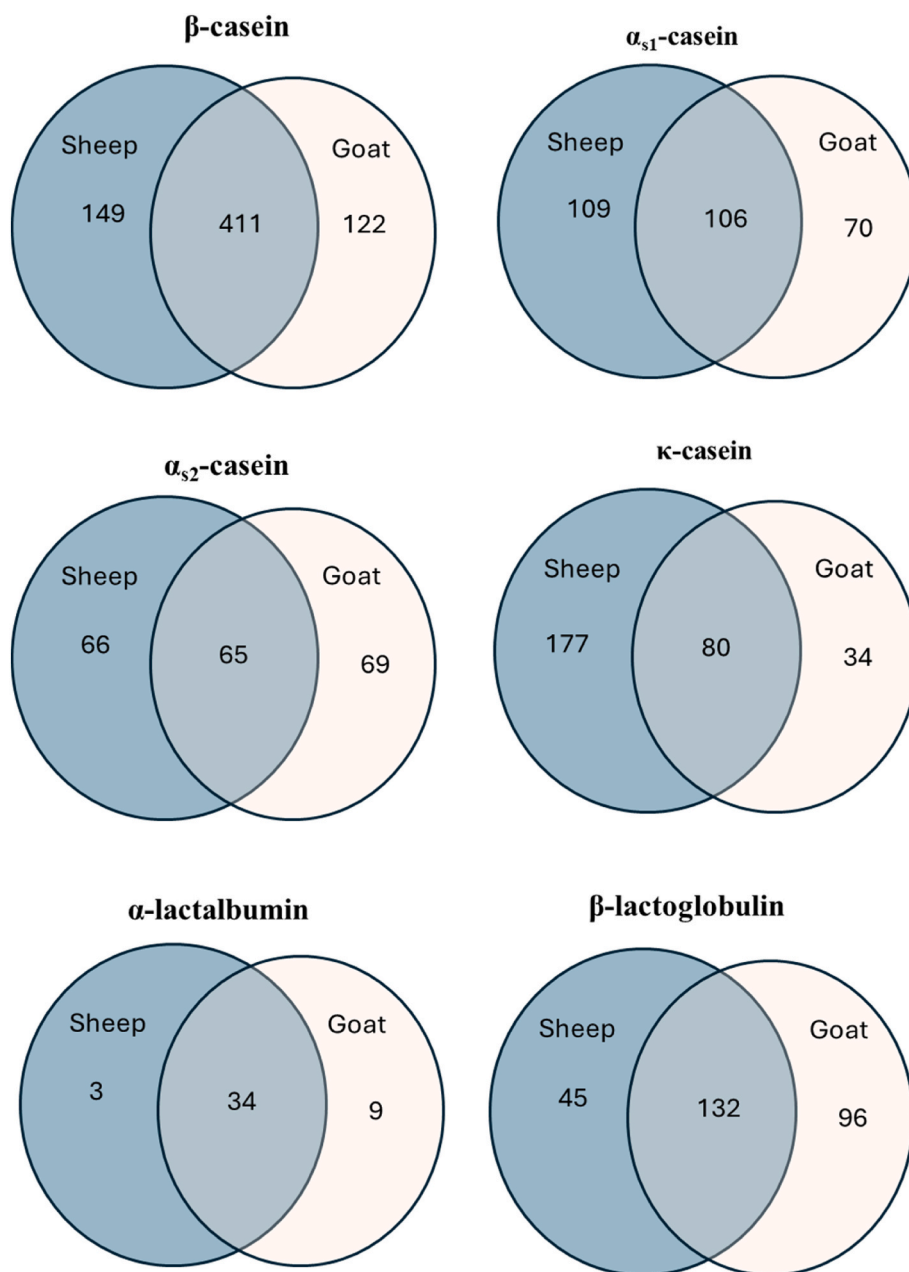 β-casein
Sheep
Goat
149
411
122
αs1-casein
Sheep
Goat
109
106
70
αs2-casein
Sheep
Goat
66
65
69
κ-casein
Sheep
Goat
177
80
34
α-lactalbumin
Sheep
Goat
3
34
9
β-lactoglobulin
Sheep
Goat
45
132
96